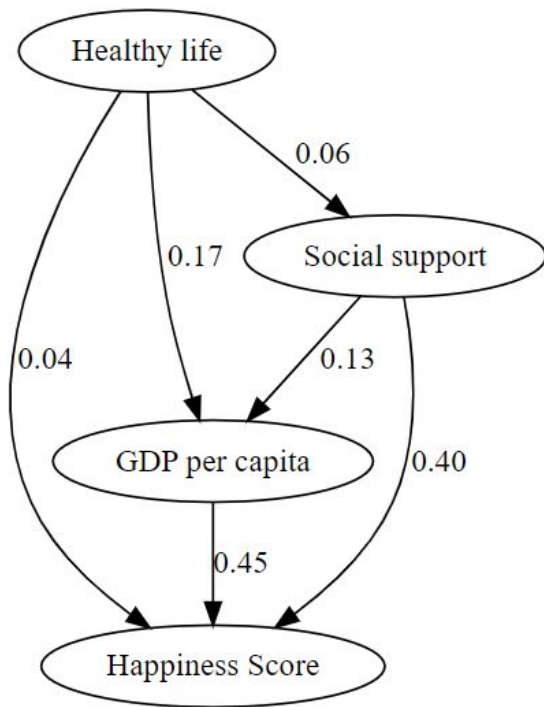 Healthy life
0.06
Social support
0.17
0.04
0.13
GDP per capita
0.40
0.45
Happiness Score